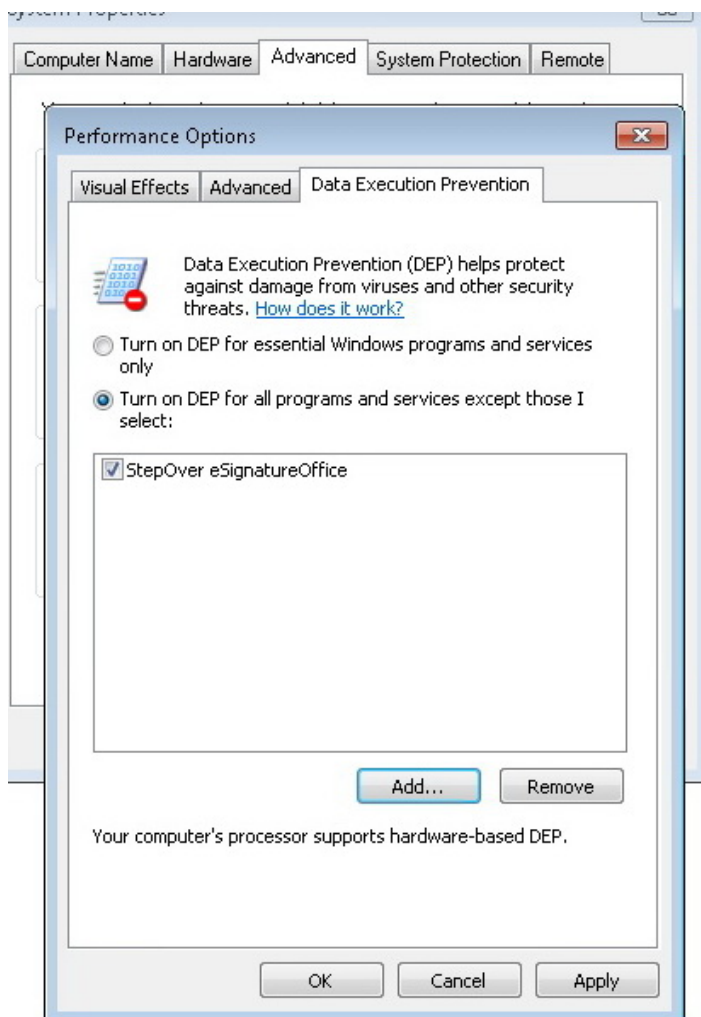 System Properties
Computer Name Hardware Advanced System Protection Remote
Performance Options
Visual Effects Advanced Data Execution Prevention
Data Execution Prevention (DEP) helps protect
against damage from viruses and other security
threats. How does it work?
Turn on DEP for essential Windows programs and services
only
Turn on DEP for all programs and services except those I
select:
StepOver eSignatureOffice
Add... Remove
Your computer's processor supports hardware-based DEP.
OK Cancel Apply